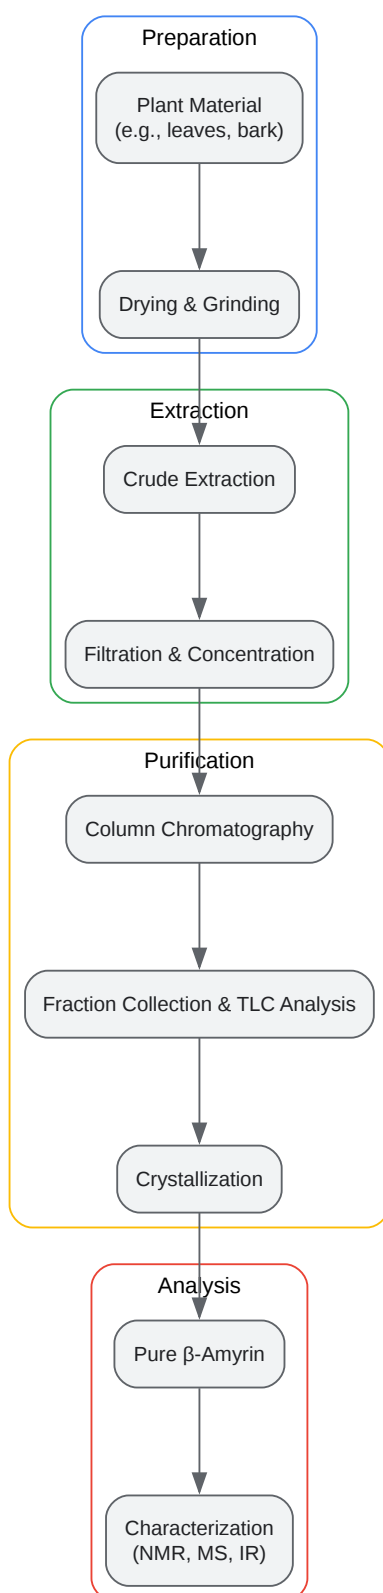 Preparation
Plant Material
(e.g., leaves, bark)
Drying & Grinding
Extraction
Crude Extraction
Filtration & Concentration
Purification
Column Chromatography
Fraction Collection & TLC Analysis
Crystallization
Analysis
Pure β-Amyrin
Characterization
(NMR, MS, IR)